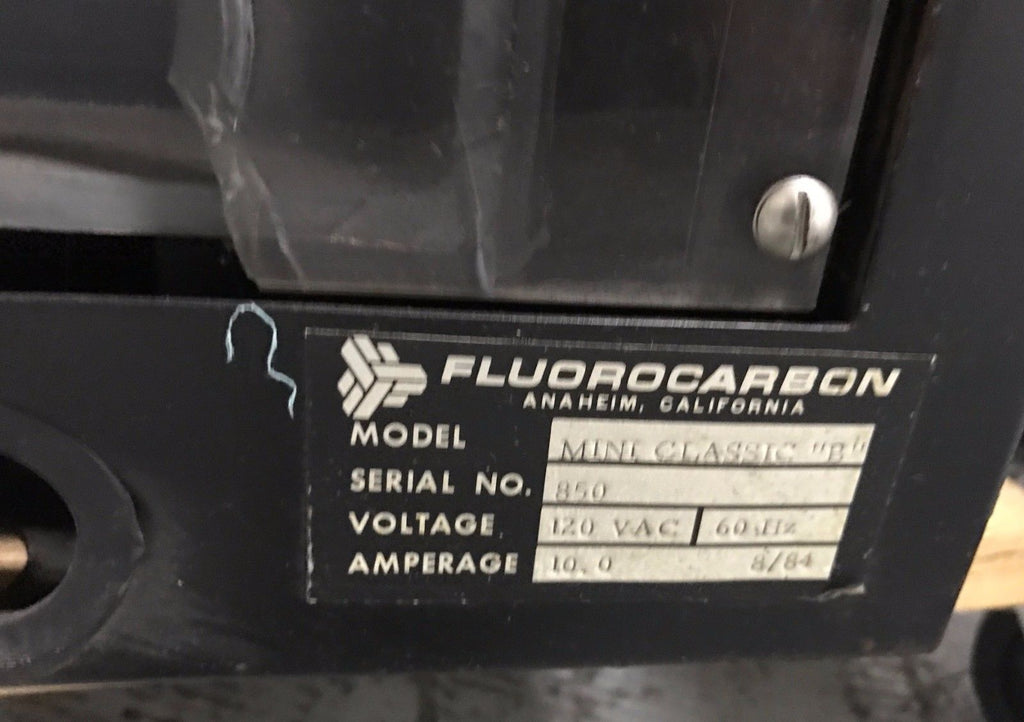 FLUOROCARBON
ANAHEIM, CALIFORNIA
MODEL MINI CLASSIC "B"
SERIAL NO. 850
VOLTAGE 120 VAC 60 Hz
AMPERAGE 10.0 8/84